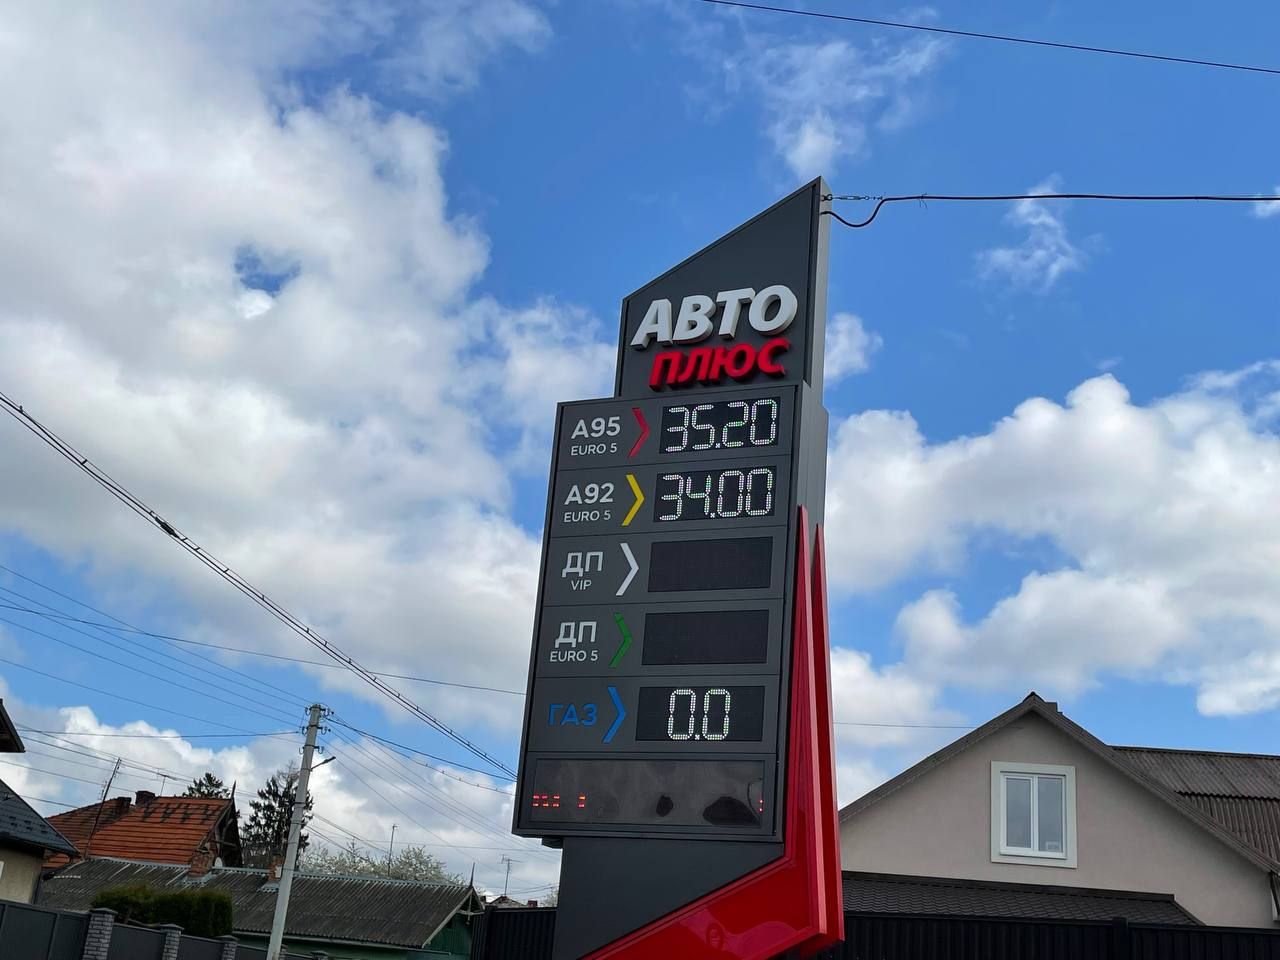 АВТО
ПЛЮС
А95 35.20
EURO 5
А92 34.00
EURO 5
ДП
VIP
ДП
EURO 5
ГАЗ 0.0